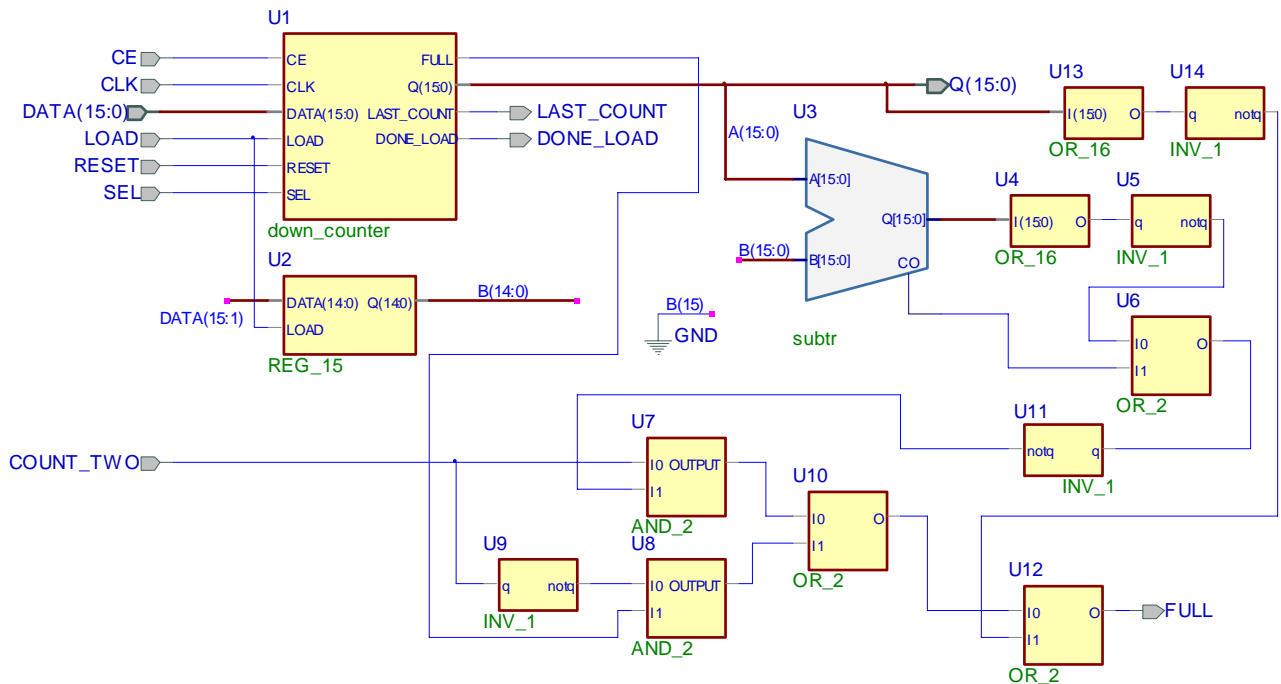 U1
CE
CLK
DATA(15:0)
LOAD
RESET
SEL
CE
CLK
DATA(15:0)
LOAD
RESET
SEL
FULL
Q(15:0)
LAST_COUNT
DONE_LOAD
LAST_COUNT
DONE_LOAD
down_counter
Q(15:0)
U2
DATA(14:0)
Q(14:0)
LOAD
REG_15
DATA(15:1)
B(14:0)
B(15)
GND
U3
A(15:0)
A[15:0]
B(15:0)
B[15:0]
Q[15:0]
CO
subtr
U13
I(15:0)
O
OR_16
U14
q
notq
INV_1
U4
I(15:0)
O
OR_16
U5
q
notq
INV_1
U6
I0
O
I1
OR_2
U11
notq
q
INV_1
COUNT_TWO
U7
I0 OUTPUT
I1
AND_2
U8
I0 OUTPUT
I1
AND_2
U9
q
notq
INV_1
U10
I0
O
I1
OR_2
U12
I0
O
I1
OR_2
FULL